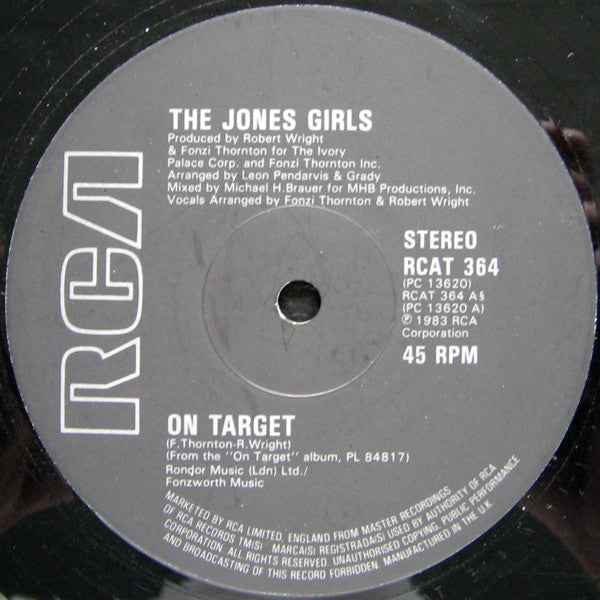 RCA
THE JONES GIRLS
Produced by Robert Wright
& Fonzi Thornton for The Ivory
Palace Corp. and Fonzi Thornton Inc.
Arranged by Leon Pendarvis & Grady
Mixed by Michael H.Brauer for MHB Productions, Inc.
Vocals Arranged by Fonzi Thornton & Robert Wright
STEREO
RCAT 364
(PC 13620)
RCAT 364 A§
(PC 13620 A)
℗ 1983 RCA
Corporation
45 RPM
ON TARGET
(F.Thornton-R.Wright)
(From the "On Target" album, PL 84817)
Rondor Music (Ldn) Ltd./
Fonzworth Music
MARKETED BY RCA LIMITED, ENGLAND FROM MASTER RECORDINGS
OF RCA RECORDS TM(S) MARCA(S) REGISTRADA(S) USED BY AUTHORITY OF RCA
CORPORATION. ALL RIGHTS RESERVED. UNAUTHORISED COPYING, PUBLIC PERFORMANCE
AND BROADCASTING OF THIS RECORD FORBIDDEN. MANUFACTURED IN THE U.K.